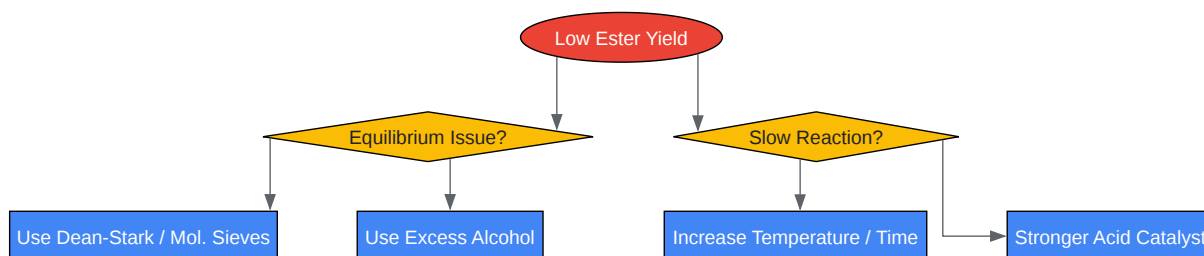 Low Ester Yield
Equilibrium Issue?
Slow Reaction?
Use Dean-Stark / Mol. Sieves
Use Excess Alcohol
Increase Temperature / Time
Stronger Acid Catalyst